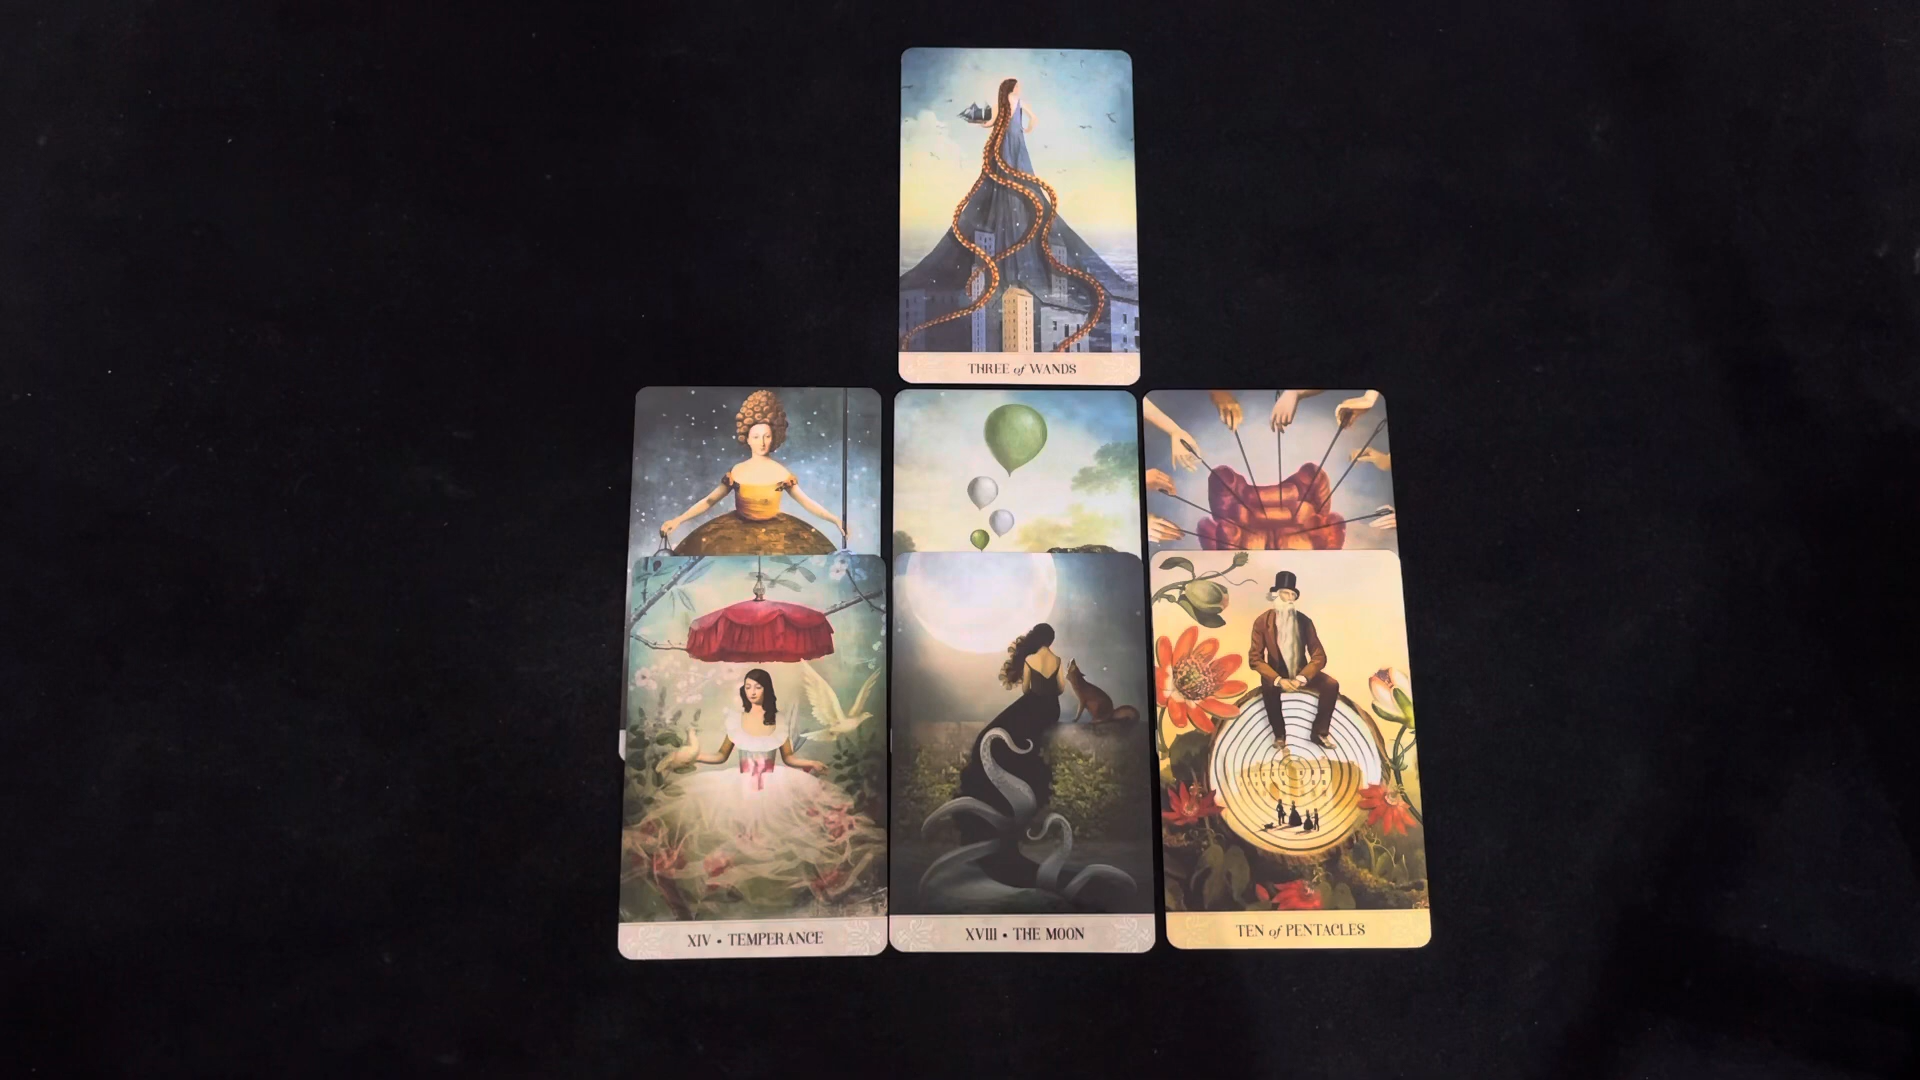 THREE of WANDS
XIV • TEMPERANCE
XVIII • THE MOON
TEN of PENTACLES